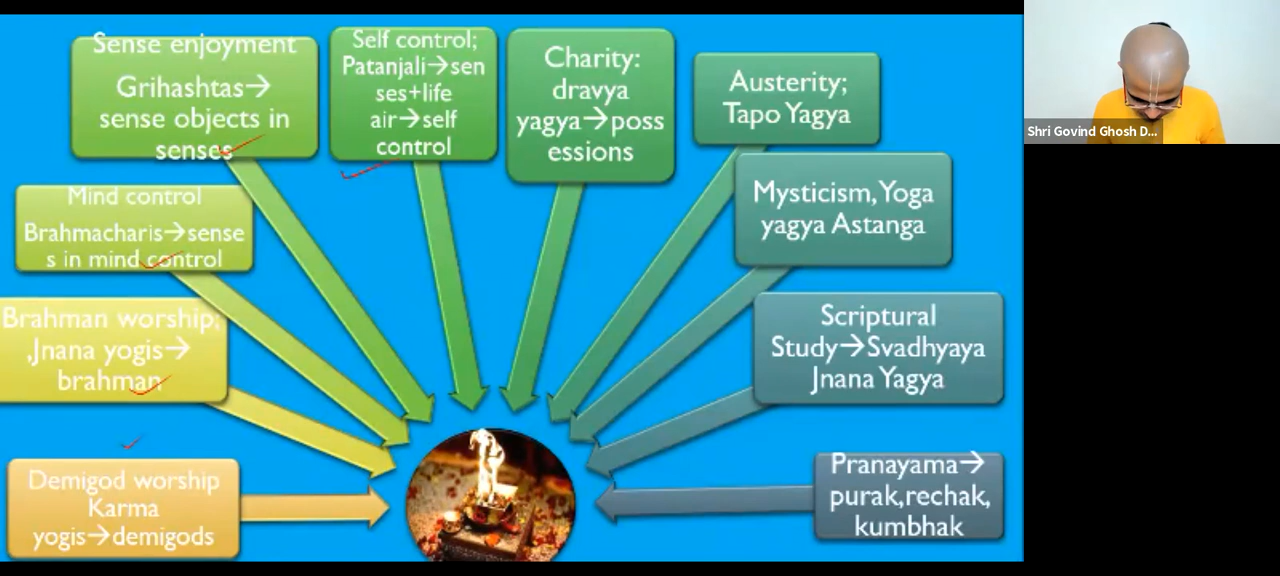 Sense enjoyment
Grihashtas→
sense objects in
senses
Self control;
Patanjali→sen
ses+life
air→self
control
Charity:
dravya
yagya→poss
essions
Austerity;
Tapo Yagya
Mind control
Brahmacharis→sense
s in mind control
Mysticism, Yoga
yagya Astanga
Brahman worship;
,Jnana yogis→
brahman
Scriptural
Study→Svadhyaya
Jnana Yagya
Demigod worship
Karma
yogis→demigods
Pranayama→
purak,rechak,
kumbhak
Shri Govind Ghosh D...